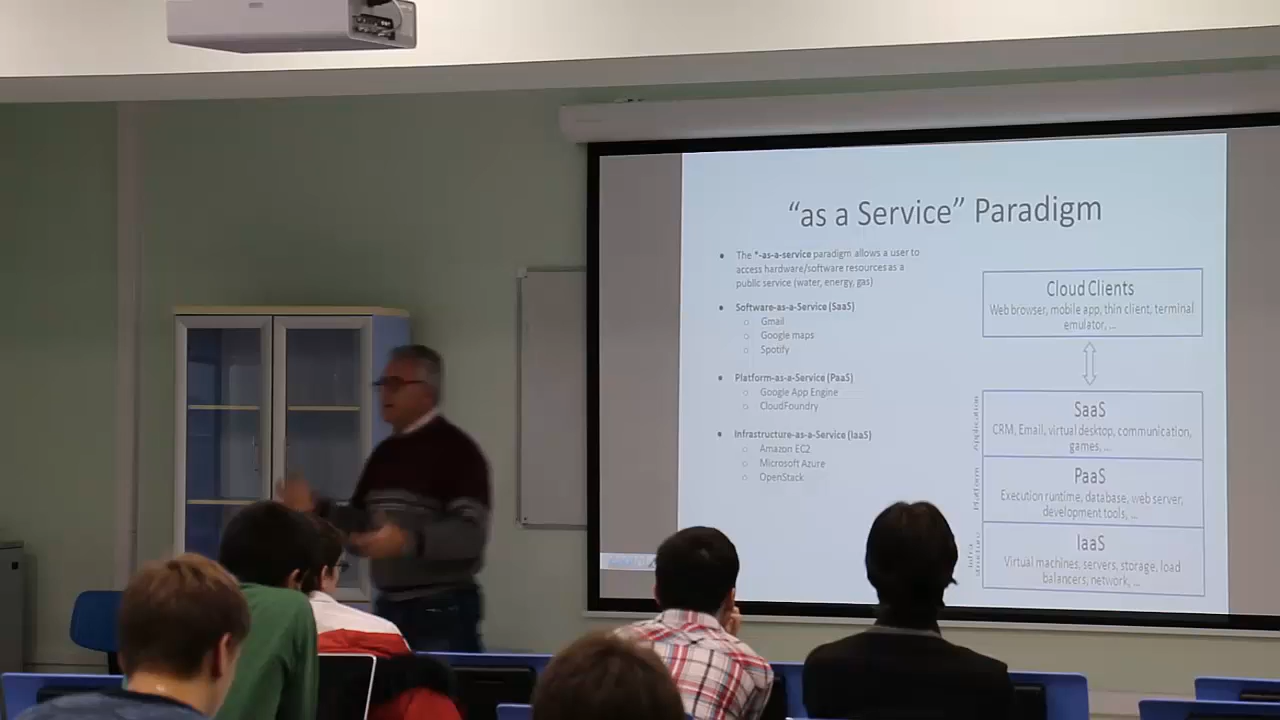 “as a Service” Paradigm
The *-as-a-service paradigm allows a user to
access hardware/software resources as a
public service (water, energy, gas)
Software-as-a-Service (SaaS)
Gmail
Google maps
Spotify
Platform-as-a-Service (PaaS)
Google App Engine
CloudFoundry
Infrastructure-as-a-Service (IaaS)
Amazon EC2
Microsoft Azure
OpenStack
Cloud Clients
Web browser, mobile app, thin client, terminal
emulator, ...
Application
SaaS
CRM, Email, virtual desktop, communication,
games, ...
Platform
PaaS
Execution runtime, database, web server,
development tools, ...
Infra
structure
IaaS
Virtual machines, servers, storage, load
balancers, network, ...